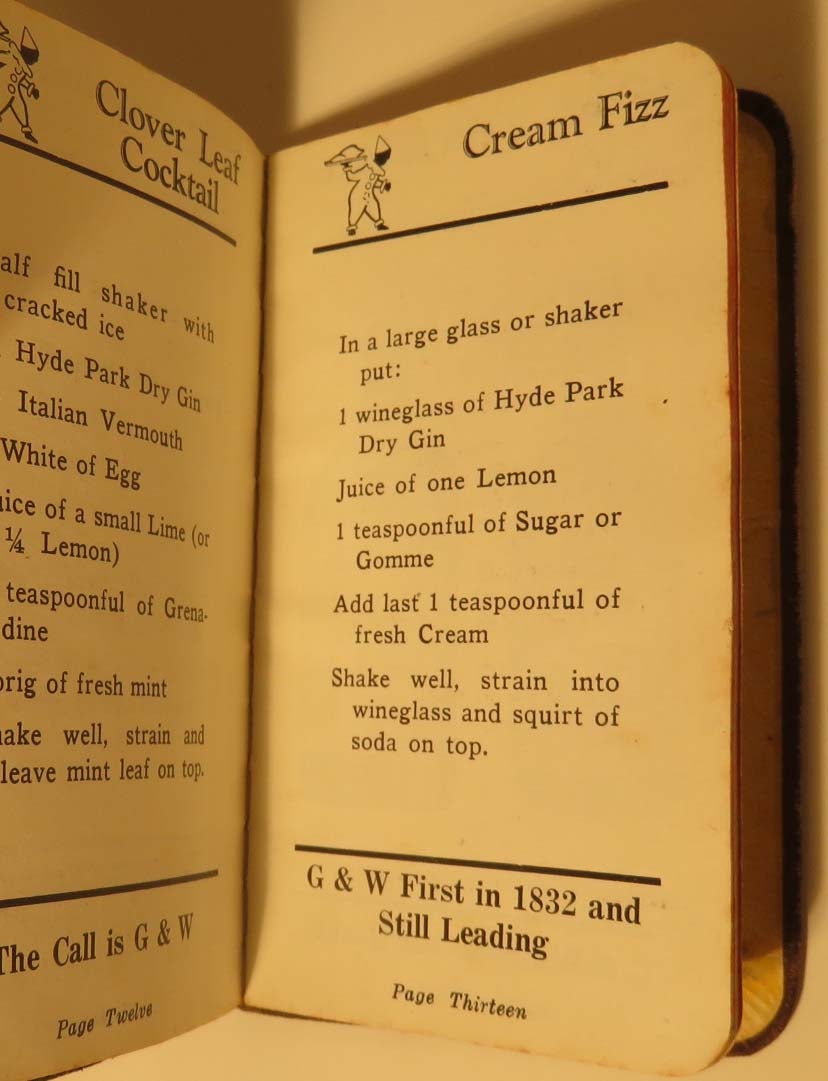 Clover Leaf
Cocktail
alf fill shaker with
cracked ice
Hyde Park Dry Gin
Italian Vermouth
White of Egg
uice of a small Lime (or
¼ Lemon)
teaspoonful of Grena-
dine
prig of fresh mint
hake well, strain and
leave mint leaf on top.
The Call is G & W
Page Twelve
Cream Fizz
In a large glass or shaker
put:
1 wineglass of Hyde Park
Dry Gin
Juice of one Lemon
1 teaspoonful of Sugar or
Gomme
Add last 1 teaspoonful of
fresh Cream
Shake well, strain into
wineglass and squirt of
soda on top.
G & W First in 1832 and
Still Leading
Page Thirteen